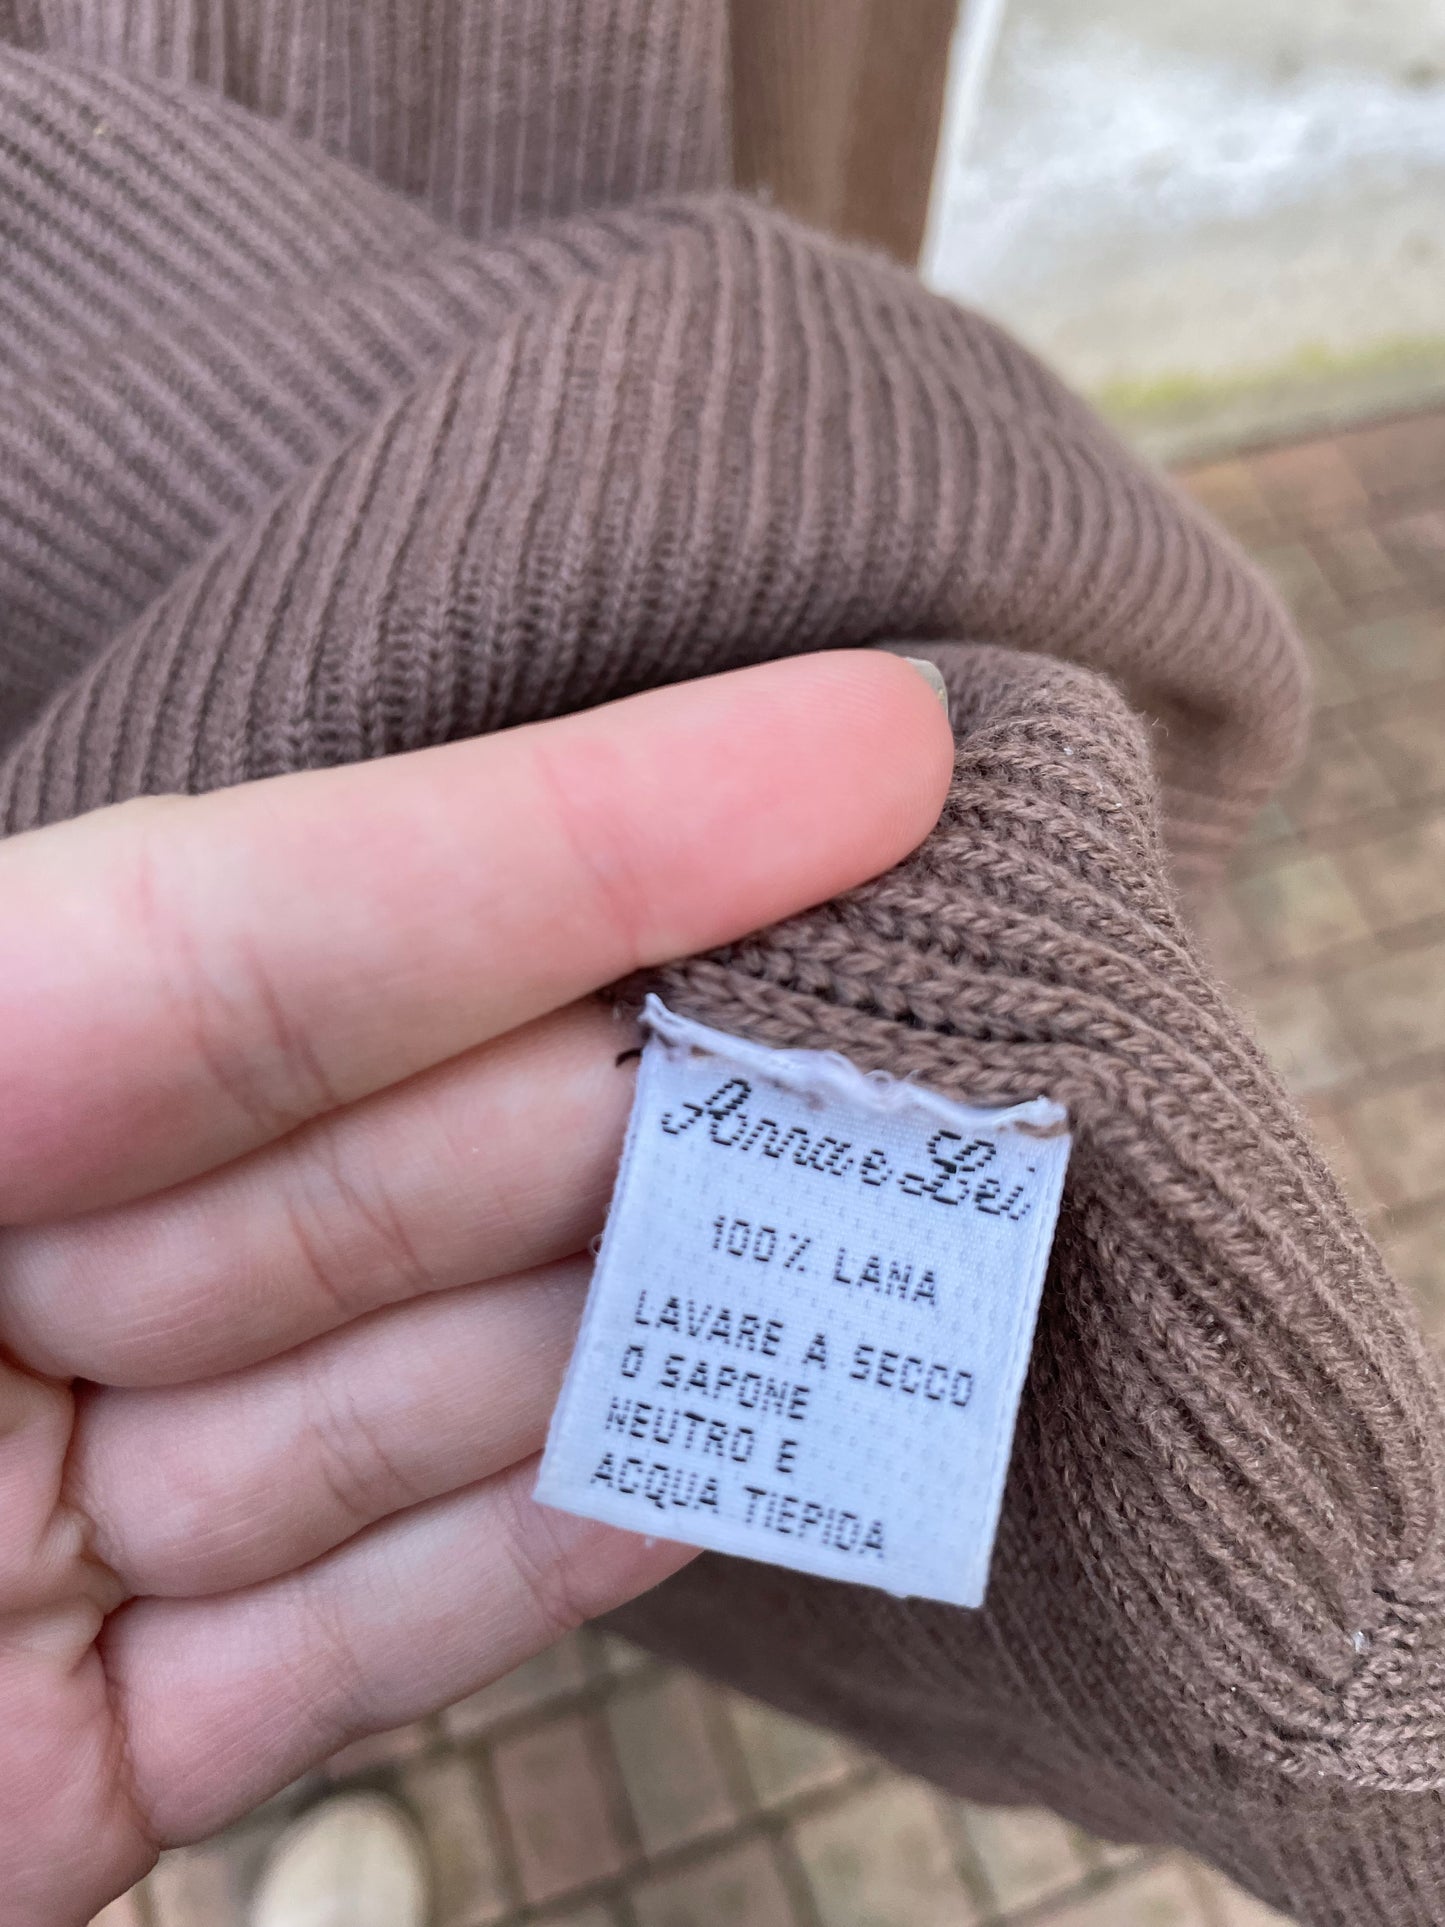 Anna e Lei
100% LANA
LAVARE A SECCO
O SAPONE
NEUTRO E
ACQUA TIEPIDA